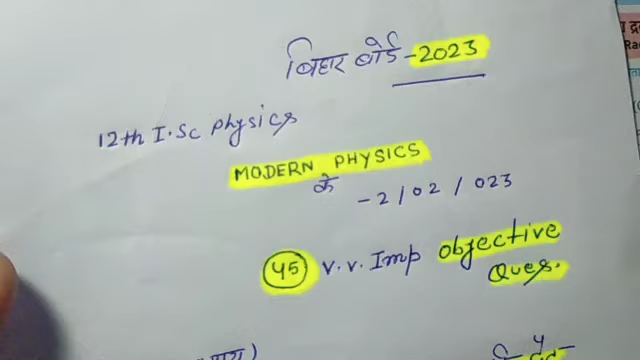 बिहार बोर्ड-2023
12th I.Sc Physics
MODERN PHYSICS
के
-2/02/023
45 v.v.Imp Objective
Ques.